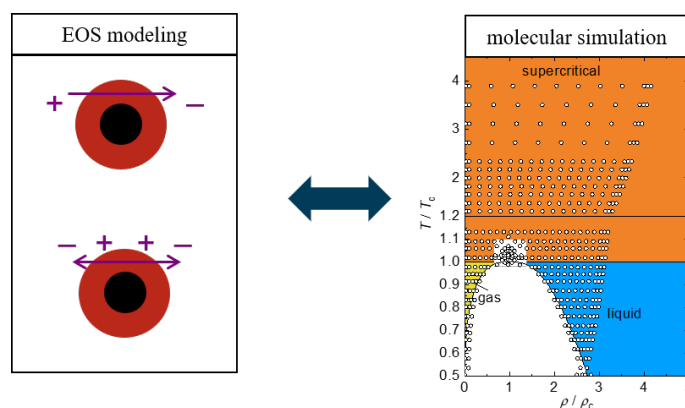 EOS modeling
+
−
− + + −
molecular simulation
supercritical
gas
liquid
T / Tc
4
3
2
1.2
1.1
1.0
0.9
0.8
0.7
0.6
0.5
0 1 2 3 4 5
ρ / ρc